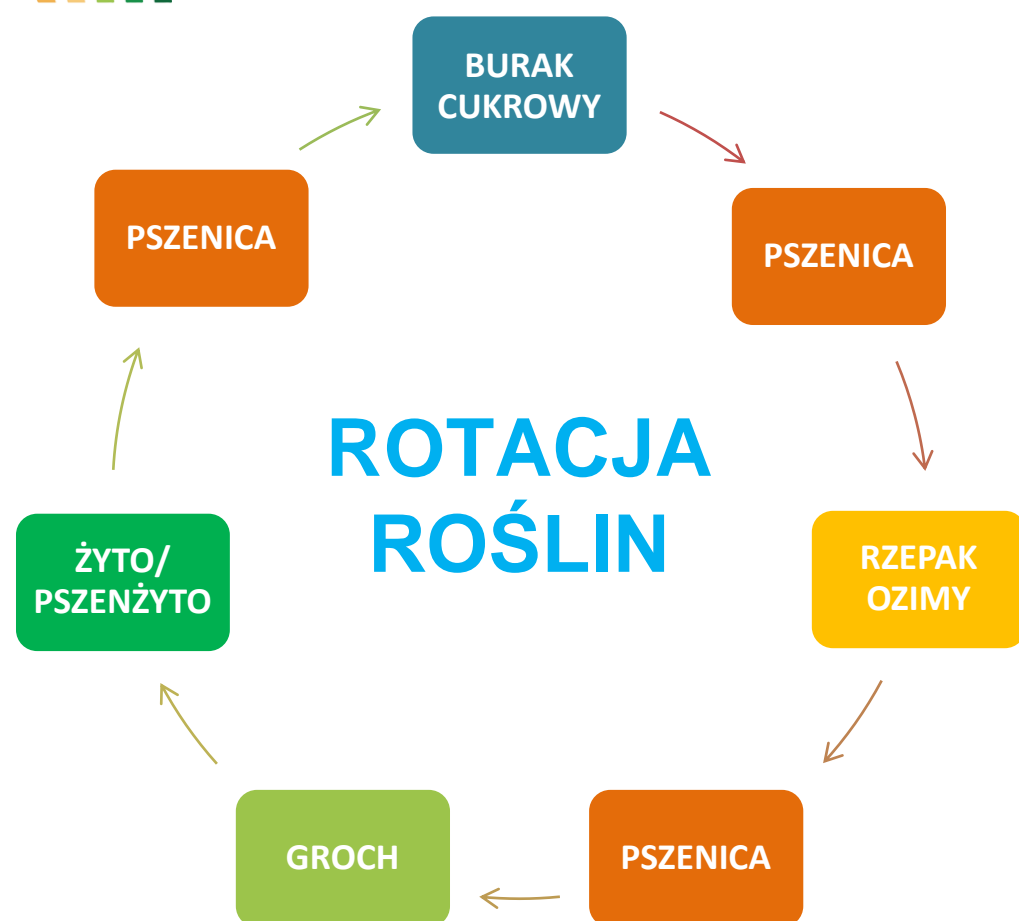 BURAK
CUKROWY
PSZENICA
PSZENICA
ROTACJA
ROŚLIN
ŻYTO/
PSZENŻYTO
RZEPAK
OZIMY
GROCH
PSZENICA